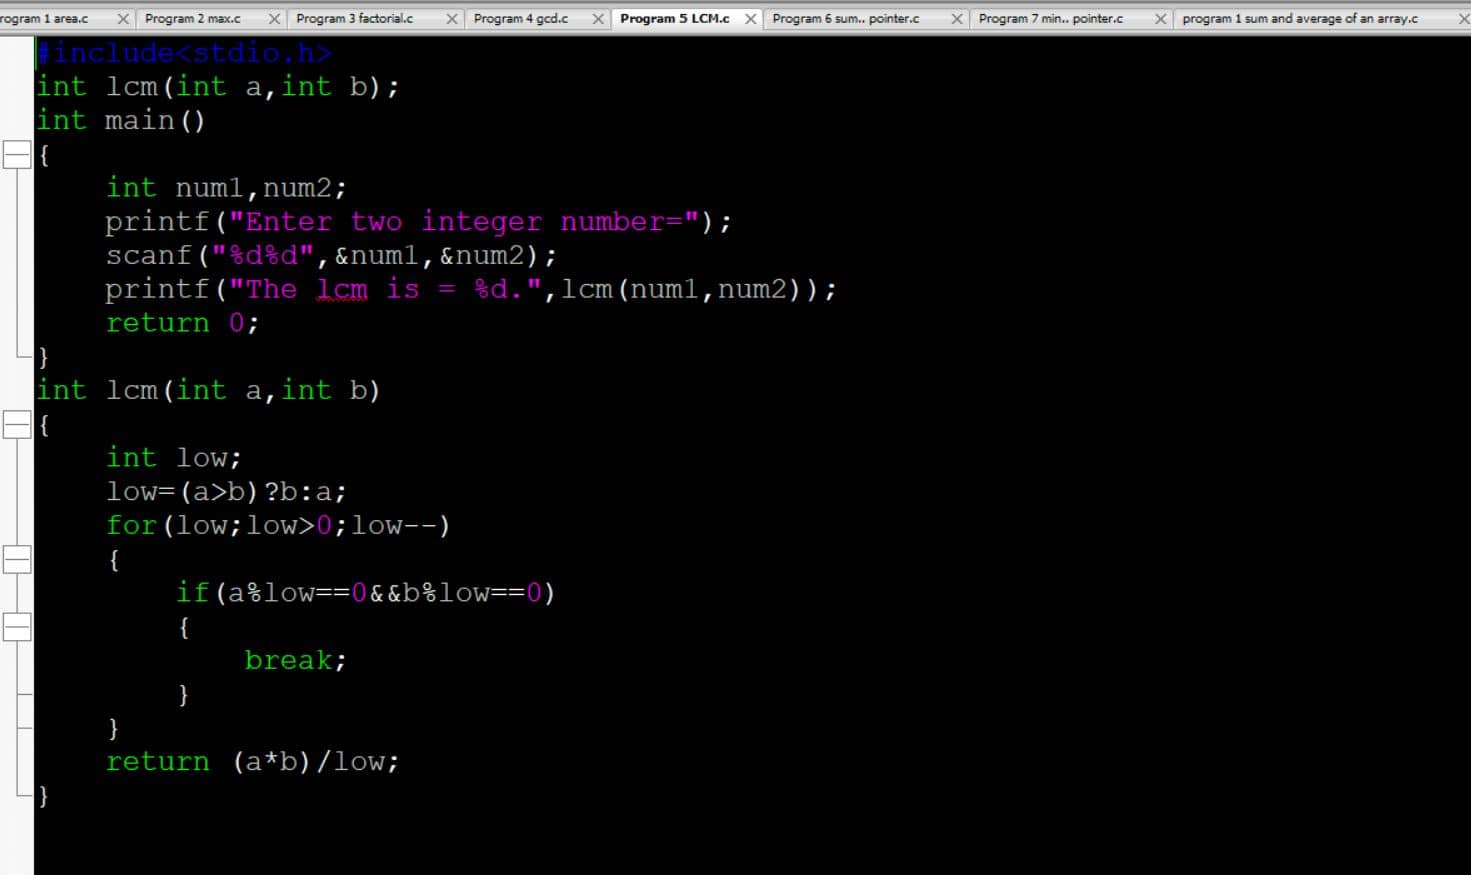 rogram 1 area.c Program 2 max.c Program 3 factorial.c Program 4 gcd.c Program 5 LCM.c Program 6 sum.. pointer.c Program 7 min.. pointer.c program 1 sum and average of an array.c
#include<stdio.h>
int lcm(int a,int b);
int main()
{
    int num1,num2;
    printf("Enter two integer number=");
    scanf("%d%d",&num1,&num2);
    printf("The lcm is = %d.",lcm(num1,num2));
    return 0;
}
int lcm(int a,int b)
{
    int low;
    low=(a>b)?b:a;
    for(low;low>0;low--)
    {
        if(a%low==0&&b%low==0)
        {
            break;
        }
    }
    return (a*b)/low;
}